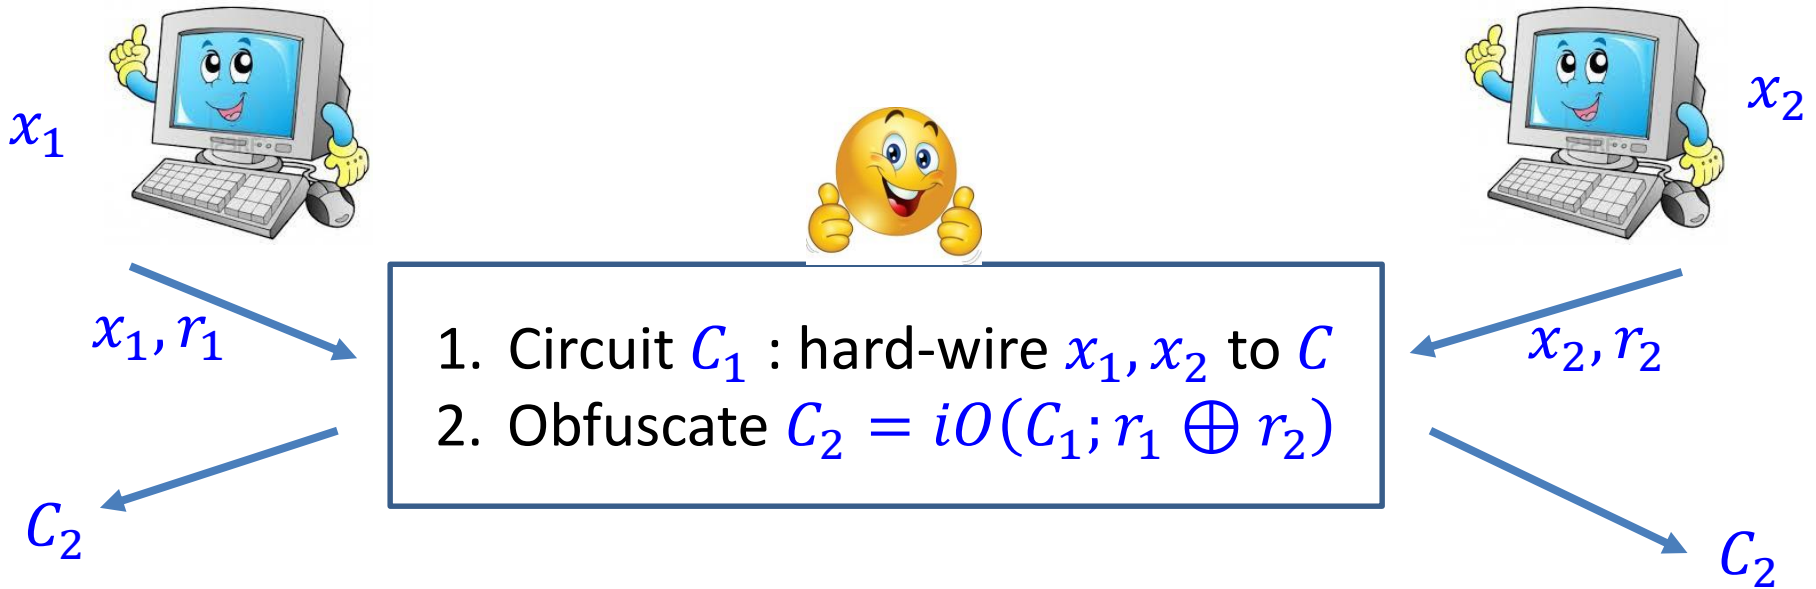 x₁
x₂
x₁, r₁
x₂, r₂
1. Circuit C₁ : hard-wire x₁, x₂ to C
2. Obfuscate C₂ = iO(C₁; r₁ ⊕ r₂)
C₂
C₂